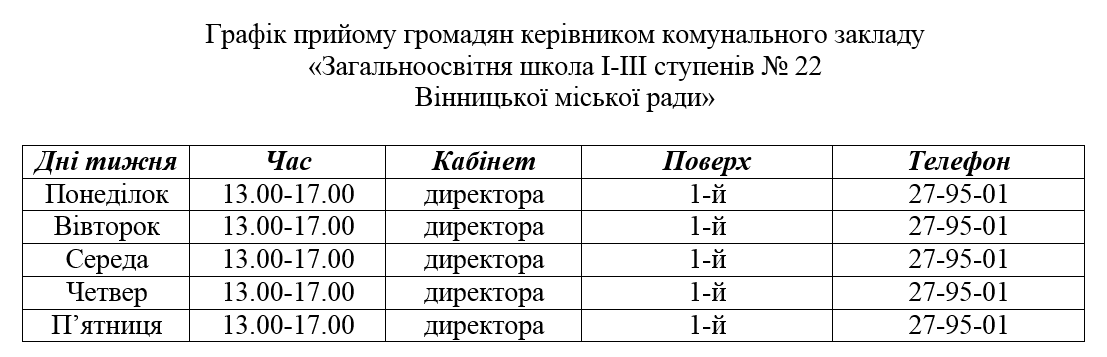 Графік прийому громадян керівником комунального закладу
«Загальноосвітня школа І-ІІІ ступенів № 22
Вінницької міської ради»
Дні тижня Час Кабінет Поверх Телефон
Понеділок 13.00-17.00 директора 1-й 27-95-01
Вівторок 13.00-17.00 директора 1-й 27-95-01
Середа 13.00-17.00 директора 1-й 27-95-01
Четвер 13.00-17.00 директора 1-й 27-95-01
П’ятниця 13.00-17.00 директора 1-й 27-95-01